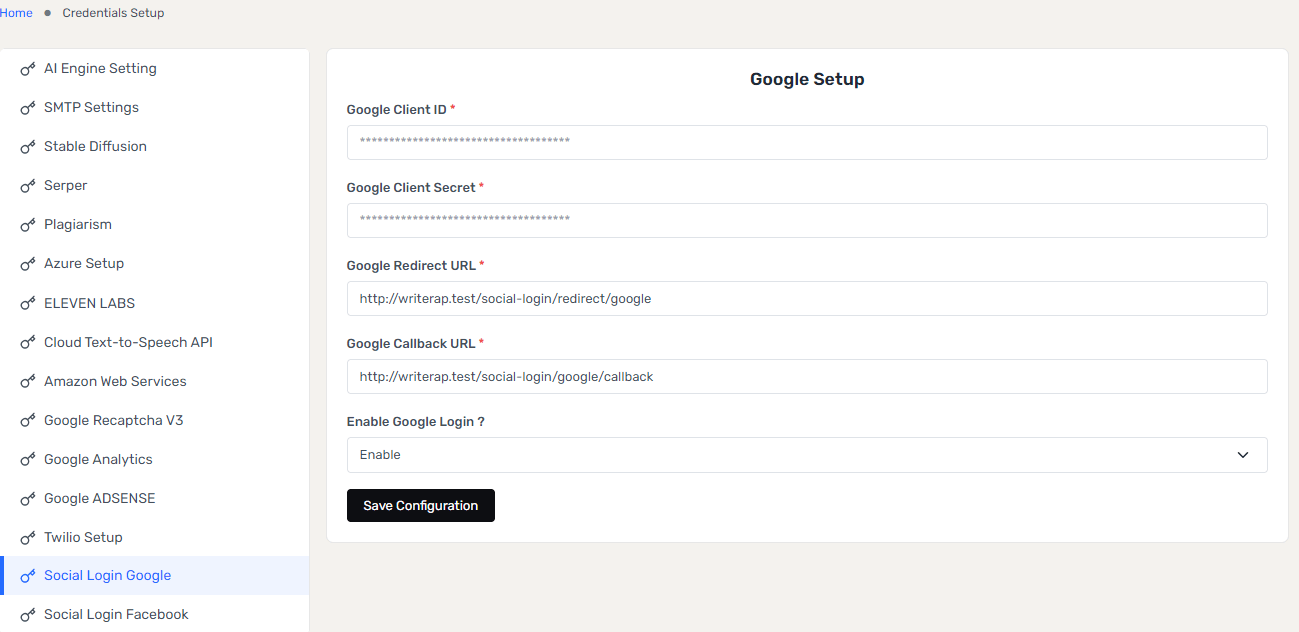 Home ● Credentials Setup
AI Engine Setting
SMTP Settings
Stable Diffusion
Serper
Plagiarism
Azure Setup
ELEVEN LABS
Cloud Text-to-Speech API
Amazon Web Services
Google Recaptcha V3
Google Analytics
Google ADSENSE
Twilio Setup
Social Login Google
Social Login Facebook
Google Setup
Google Client ID *
************************************
Google Client Secret *
************************************
Google Redirect URL *
http://writerap.test/social-login/redirect/google
Google Callback URL *
http://writerap.test/social-login/google/callback
Enable Google Login ?
Enable
Save Configuration